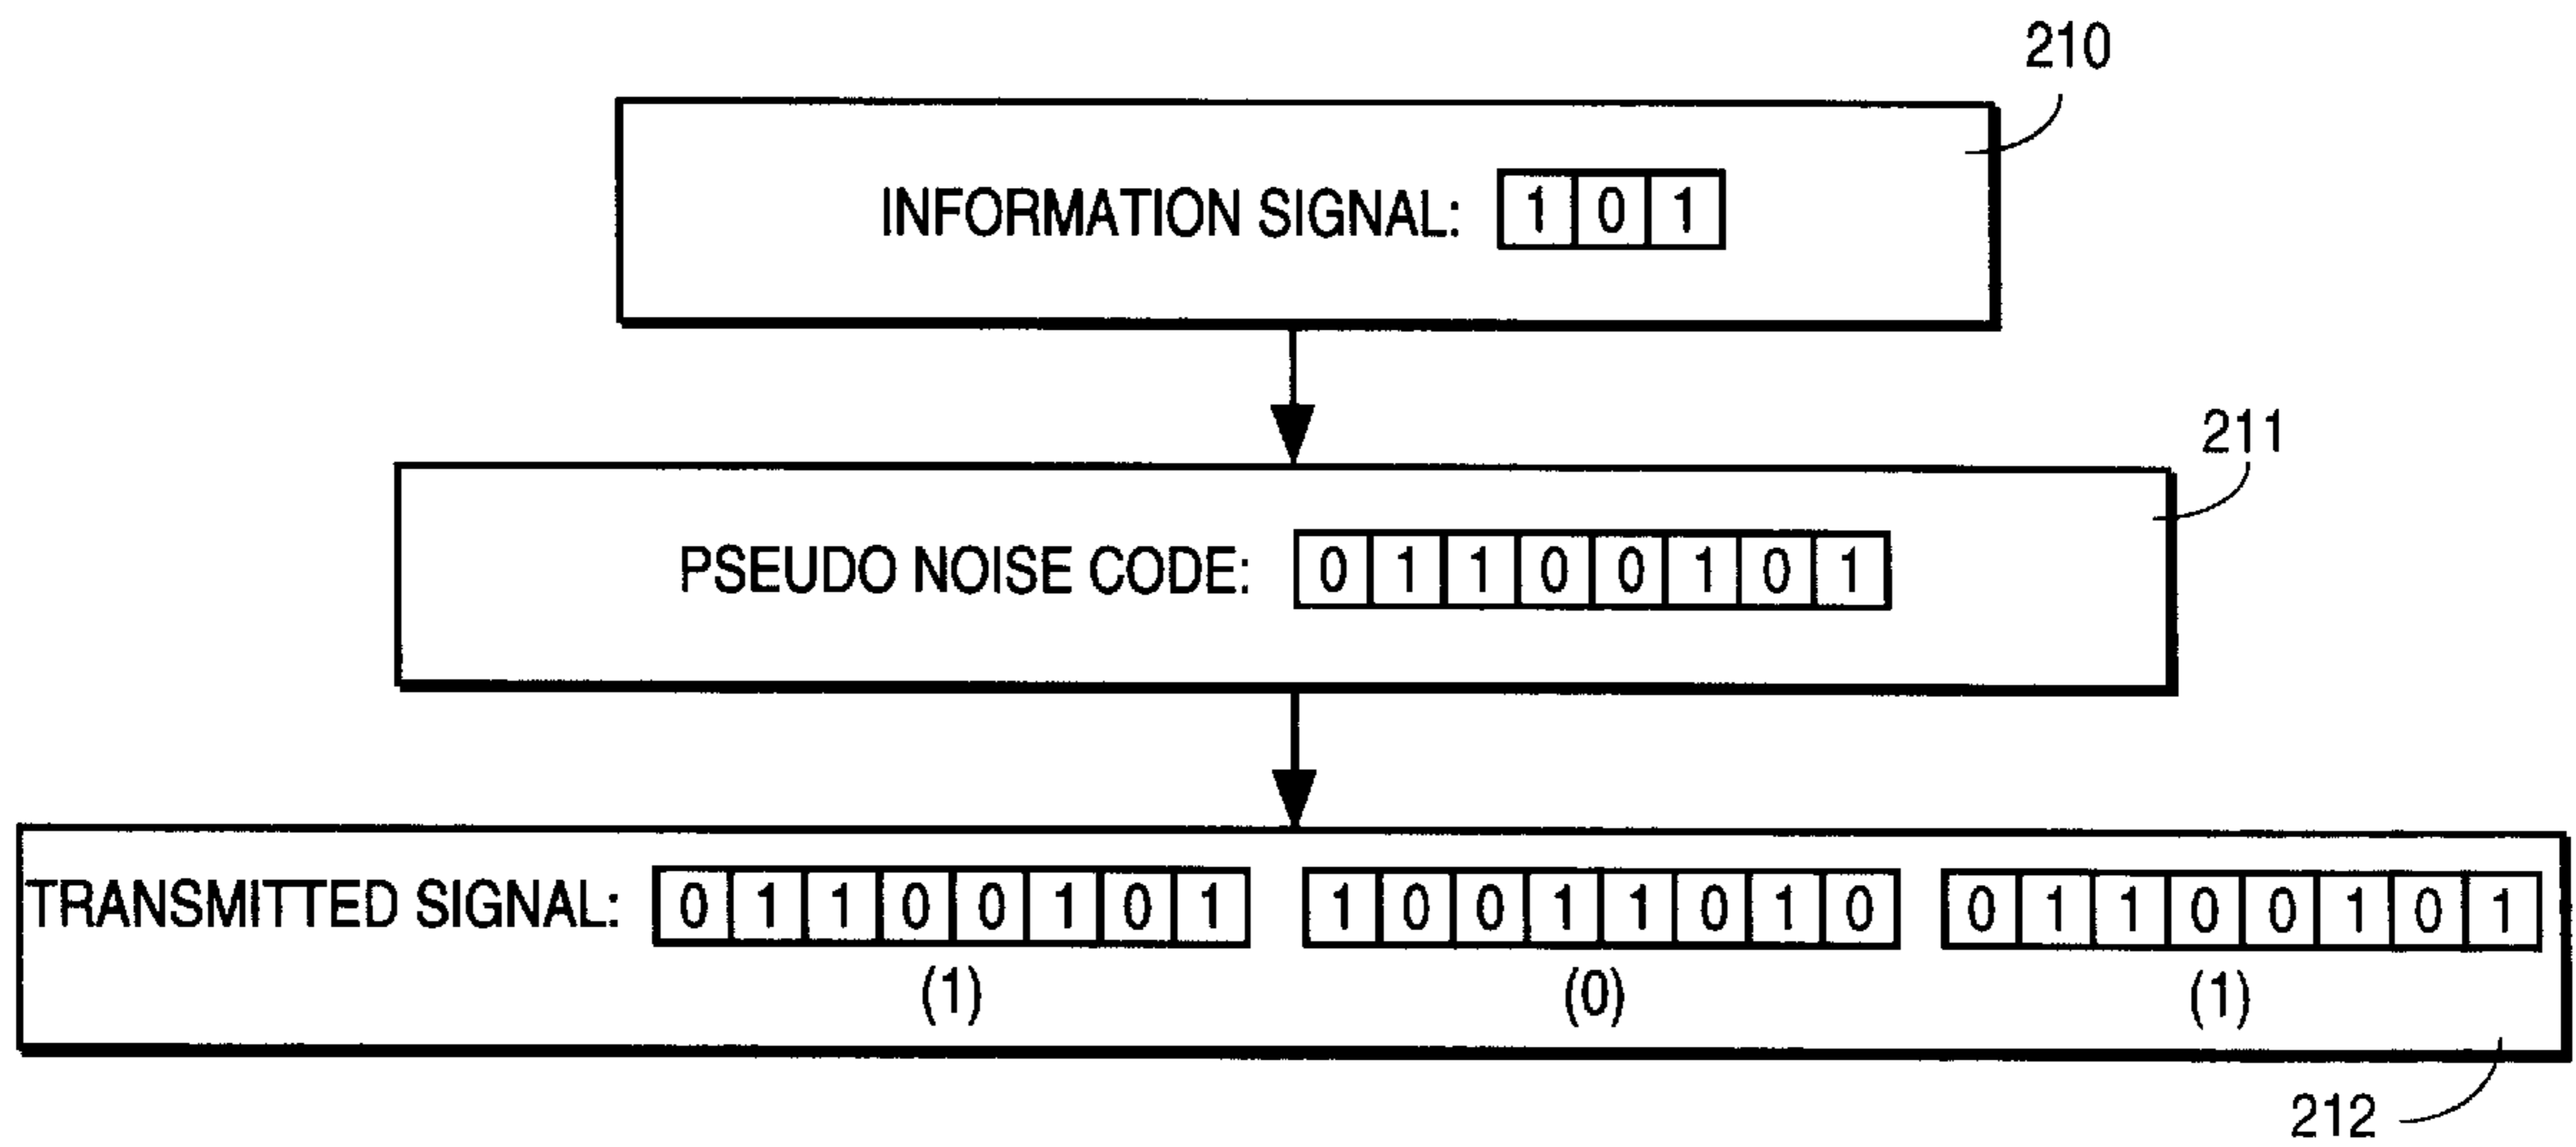 210
INFORMATION SIGNAL: 1 0 1
211
PSEUDO NOISE CODE: 0 1 1 0 0 1 0 1
TRANSMITTED SIGNAL: 0 1 1 0 0 1 0 1 1 0 0 1 1 0 1 0 0 1 1 0 0 1 0 1
(1) (0) (1)
212